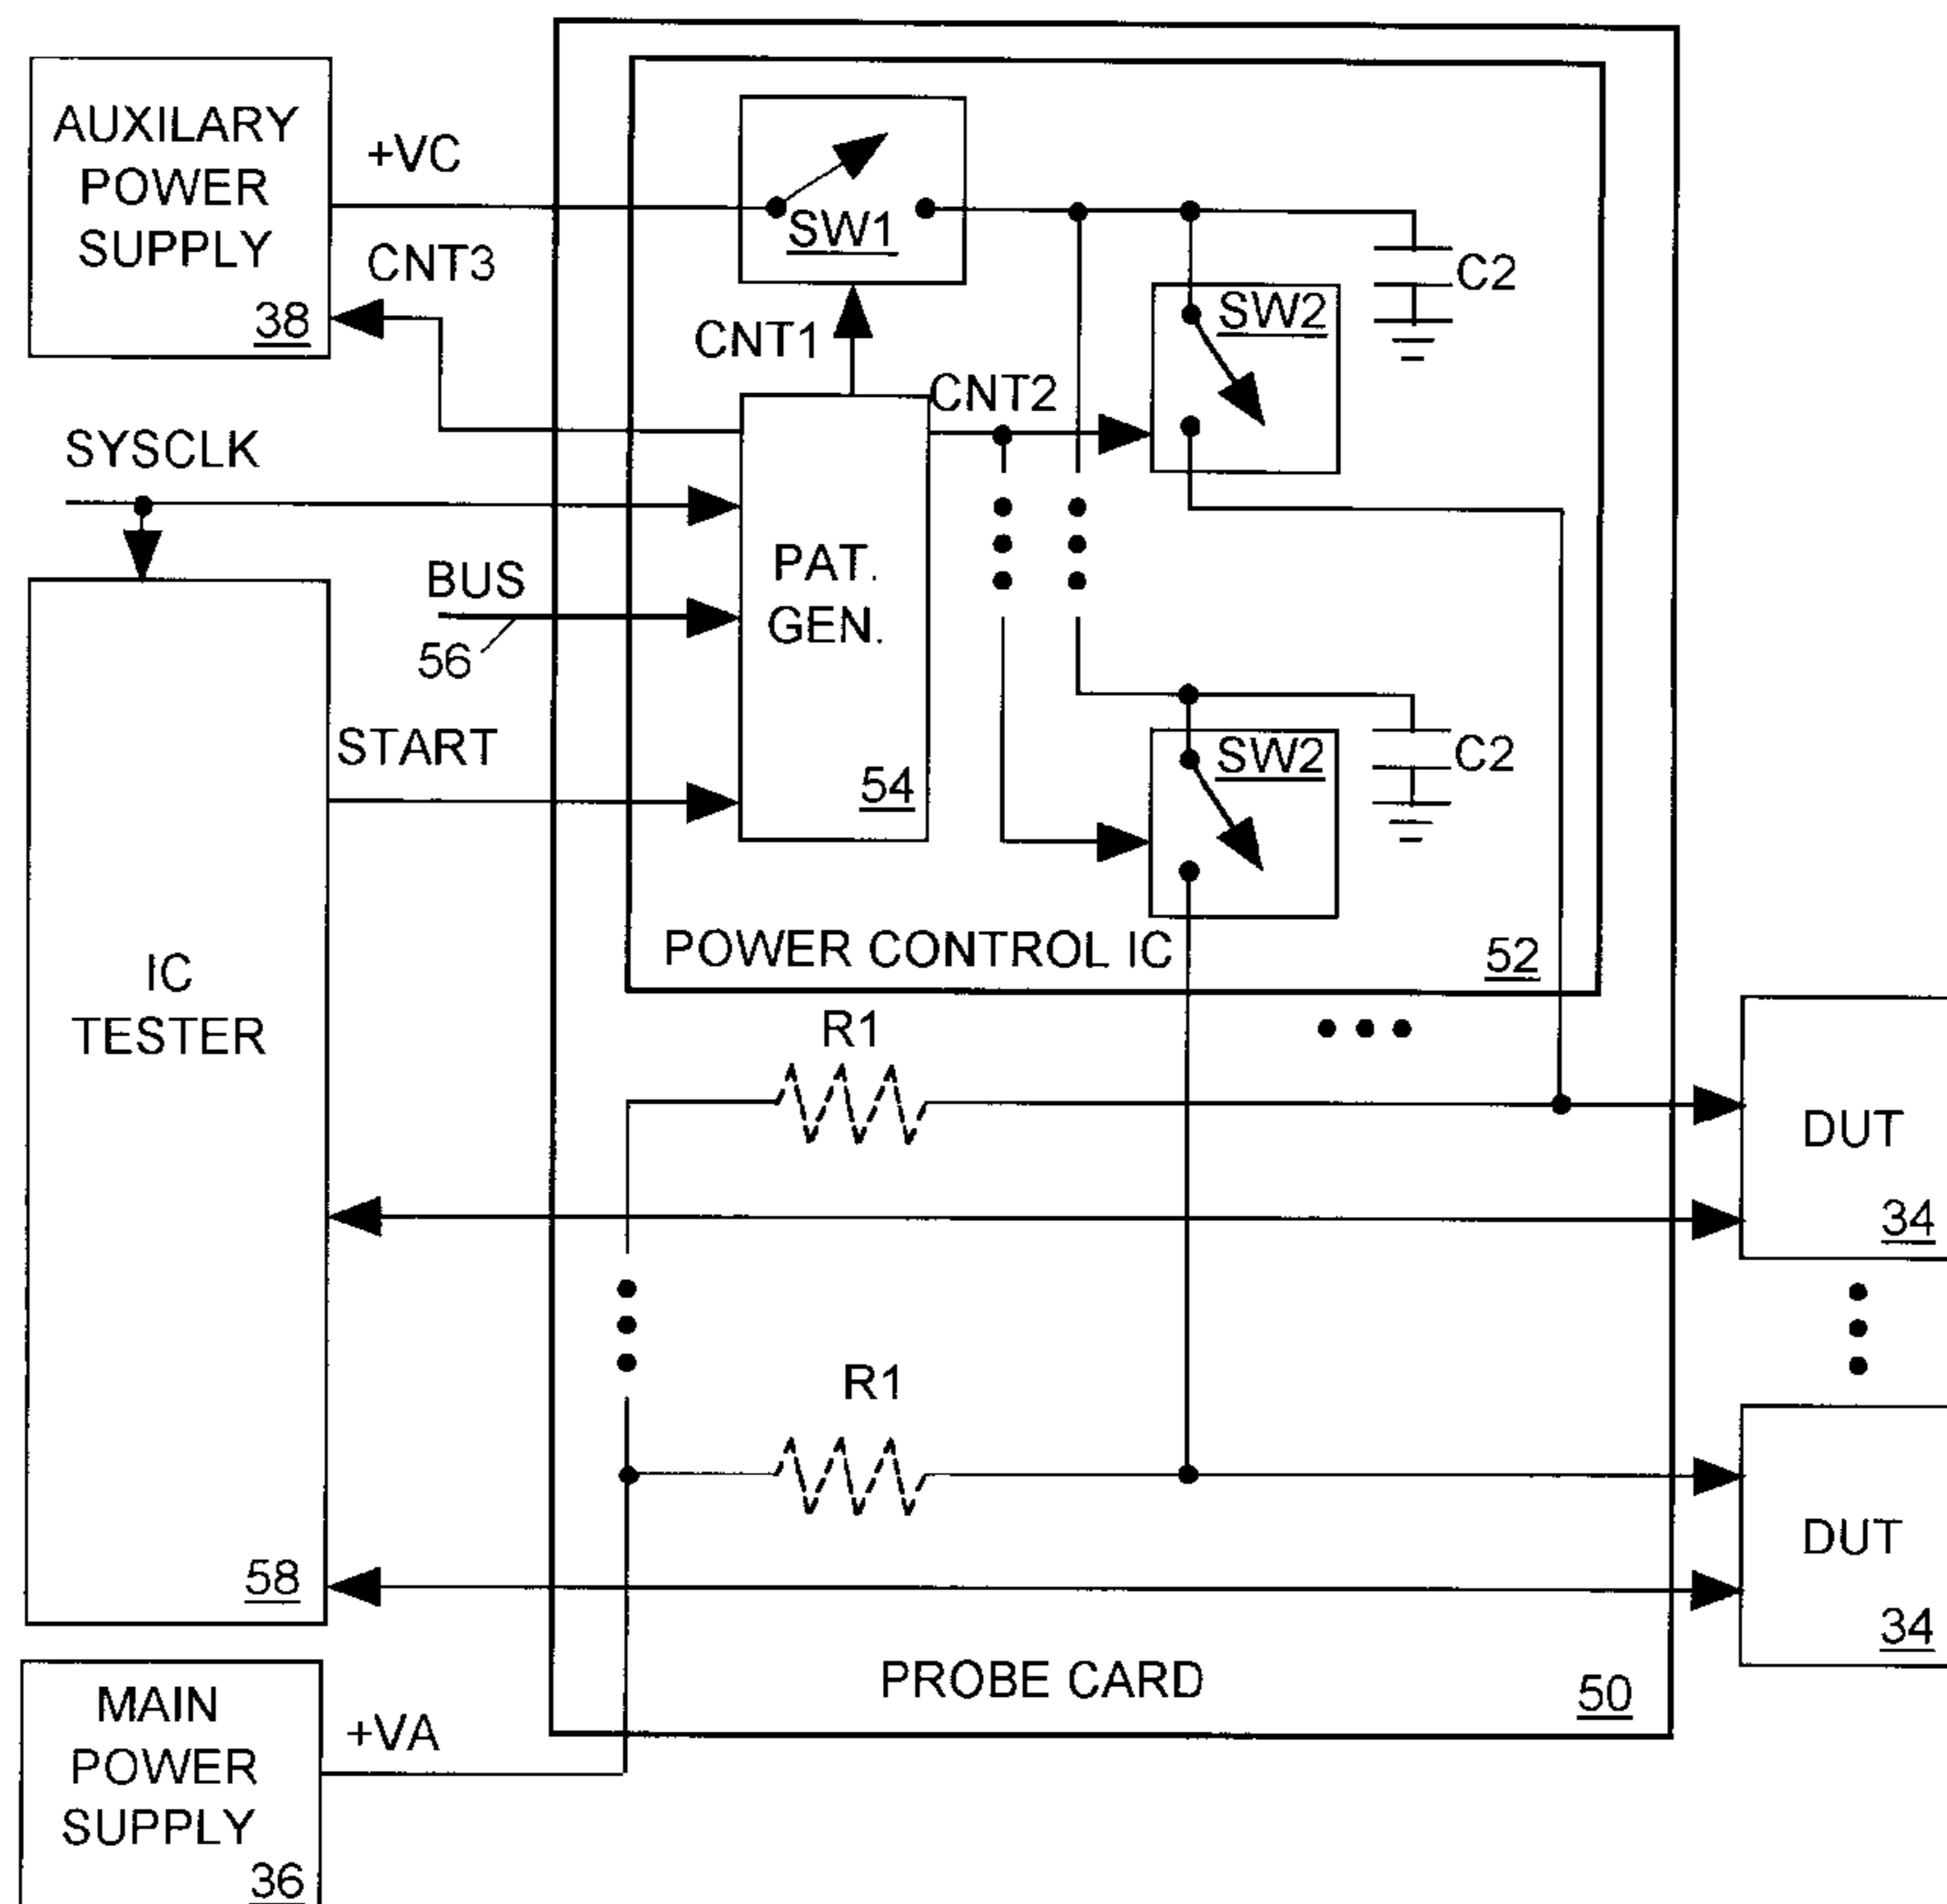 AUXILARY
POWER
SUPPLY
38
+VC
CNT3
SW1
CNT1
CNT2
SW2
C2
SYSCLK
BUS
56
START
PAT.
GEN.
54
SW2
C2
POWER CONTROL IC
52
IC
TESTER
58
R1
DUT
34
R1
DUT
34
PROBE CARD
50
MAIN
POWER
SUPPLY
36
+VA